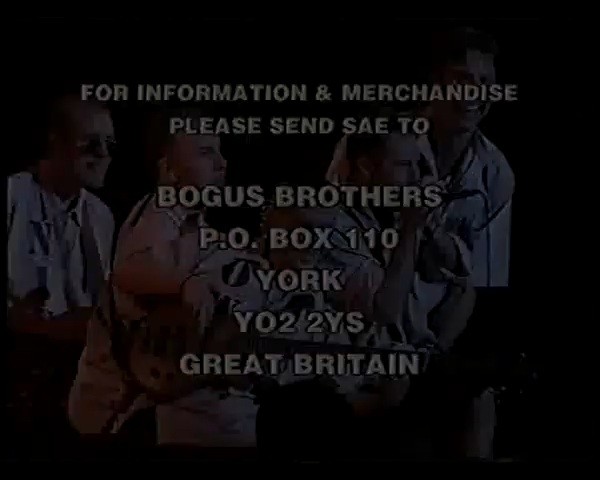 FOR INFORMATION & MERCHANDISE
PLEASE SEND SAE TO
BOGUS BROTHERS
P.O. BOX 110
YORK
YO2 2YS
GREAT BRITAIN